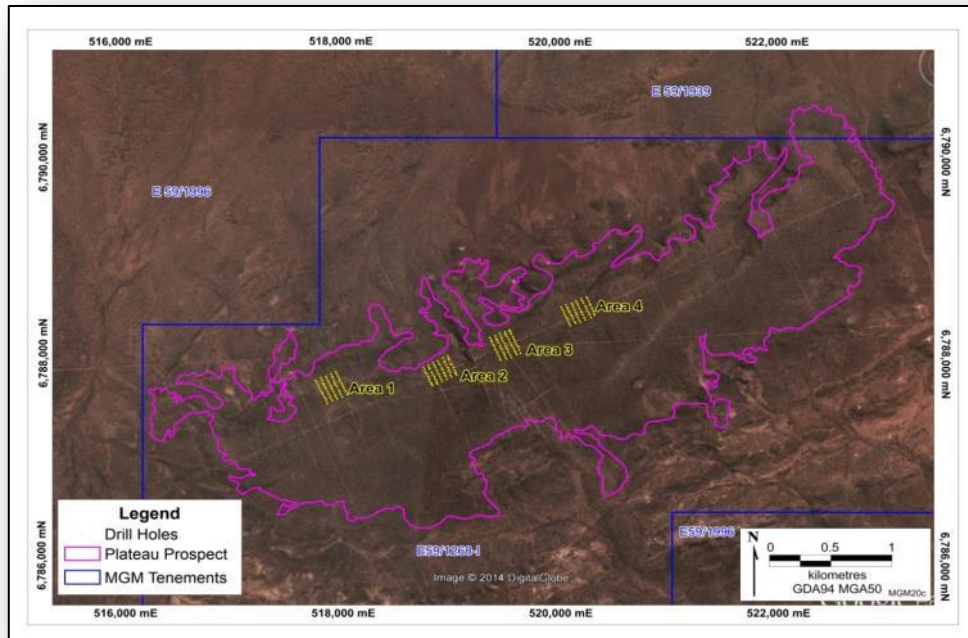 516,000 mE 518,000 mE 520,000 mE 522,000 mE
E 59/1939
6,790,000 mN
6,790,000 mN
E 59/1996
Area 4
Area 3
6,788,000 mN
6,788,000 mN
Area 2
Area 1
Legend
Drill Holes
Plateau Prospect
MGM Tenements
E59/1268-I
E59/1996
N
0 0.5 1
kilometres
GDA94 MGA50
MGM20c
6,786,000 mN
6,786,000 mN
Image © 2014 DigitalGlobe
516,000 mE 518,000 mE 520,000 mE 522,000 mE